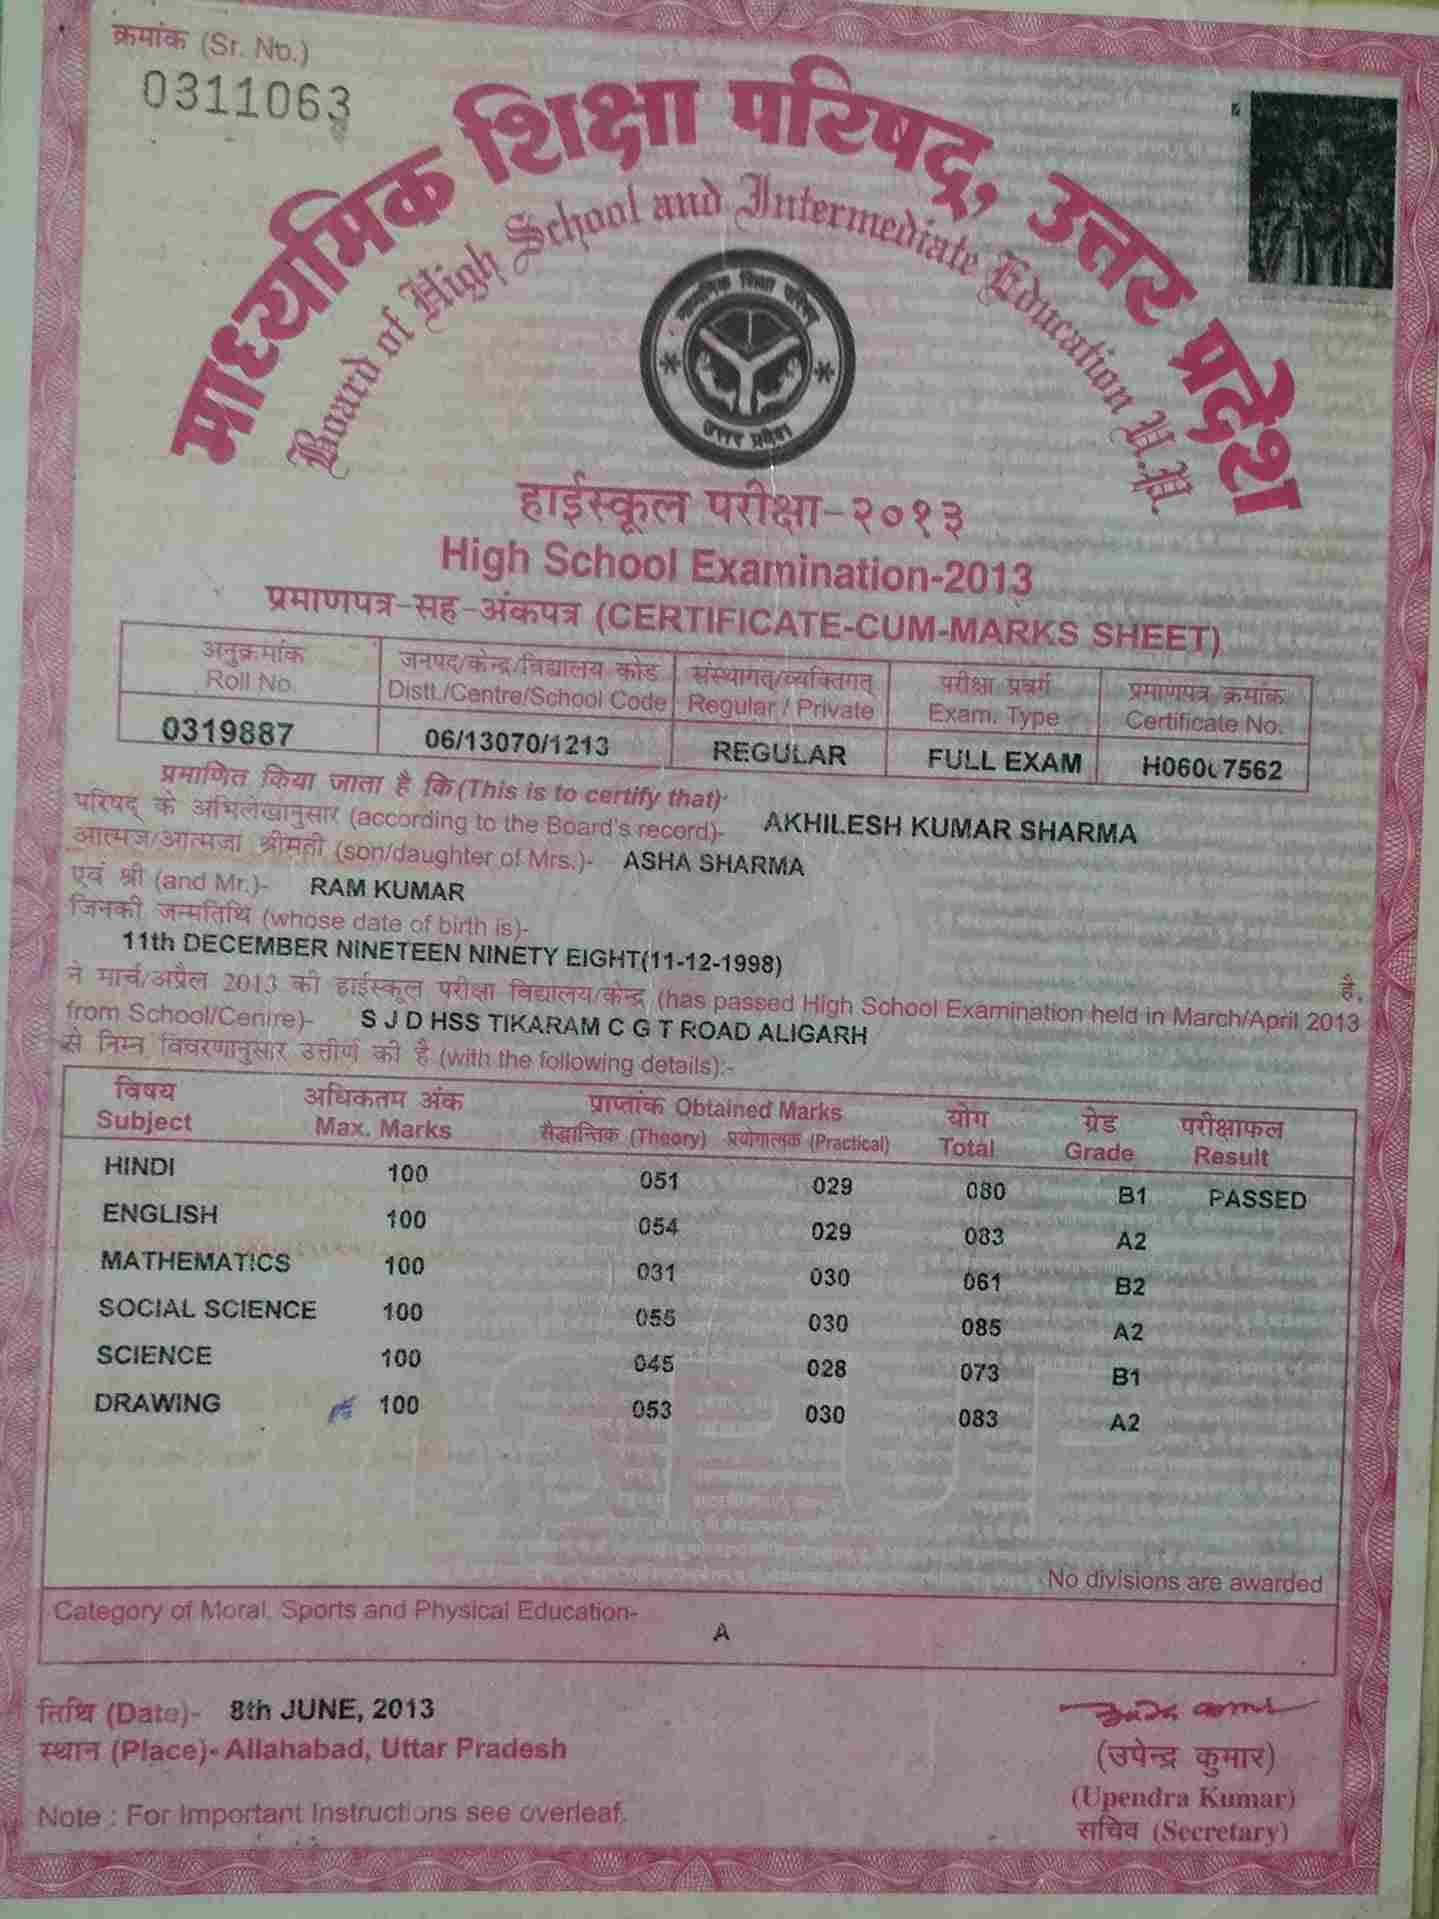 क्रमांक (Sr. No.)
0311063
माध्यमिक शिक्षा परिषद्, उत्तर प्रदेश
Board of High School and Intermediate Education U.P.
माध्यमिक शिक्षा परिषद्
उत्तर प्रदेश
हाईस्कूल परीक्षा-२०१३
High School Examination-2013
प्रमाणपत्र-सह-अंकपत्र (CERTIFICATE-CUM-MARKS SHEET)
अनुक्रमांक जनपद/केन्द्र/विद्यालय कोड संस्थागत्/व्यक्तिगत् परीक्षा प्रवर्ग प्रमाणपत्र क्रमांक
Roll No. Distt./Centre/School Code Regular / Private Exam. Type Certificate No.
0319887 06/13070/1213 REGULAR FULL EXAM H06007562
प्रमाणित किया जाता है कि (This is to certify that)-
परिषद् के अभिलेखानुसार (according to the Board's record)- AKHILESH KUMAR SHARMA
आत्मज/आत्मजा श्रीमती (son/daughter of Mrs.)- ASHA SHARMA
एवं श्री (and Mr.)- RAM KUMAR
जिनकी जन्मतिथि (whose date of birth is)-
11th DECEMBER NINETEEN NINETY EIGHT(11-12-1998) है,
ने मार्च/अप्रैल 2013 की हाईस्कूल परीक्षा विद्यालय/केन्द्र (has passed High School Examination held in March/April 2013
from School/Centre)- S J D HSS TIKARAM C G T ROAD ALIGARH
से निम्न विवरणानुसार उत्तीर्ण की है (with the following details):-
विषय अधिकतम अंक प्राप्तांक Obtained Marks योग ग्रेड परीक्षाफल
Subject Max. Marks सैद्धान्तिक (Theory) प्रयोगात्मक (Practical) Total Grade Result
HINDI 100 051 029 080 B1 PASSED
ENGLISH 100 054 029 083 A2
MATHEMATICS 100 031 030 061 B2
SOCIAL SCIENCE 100 055 030 085 A2
SCIENCE 100 045 028 073 B1
DRAWING 100 053 030 083 A2
No divisions are awarded
Category of Moral, Sports and Physical Education-
A
तिथि (Date)- 8th JUNE, 2013
स्थान (Place)- Allahabad, Uttar Pradesh
(उपेन्द्र कुमार)
(Upendra Kumar)
सचिव (Secretary)
Note : For Important Instructions see overleaf.